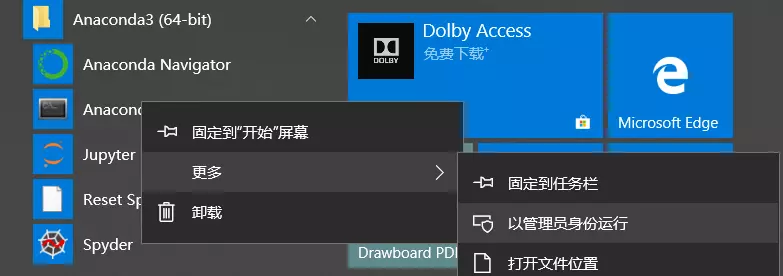 Anaconda3 (64-bit)
Anaconda Navigator
Anacon
Jupyter
Reset Sp
Spyder
固定到“开始”屏幕
更多
卸载
Dolby Access
免费下载+
DOLBY
Microsoft Edge
固定到任务栏
以管理员身份运行
打开文件位置
Drawboard PD